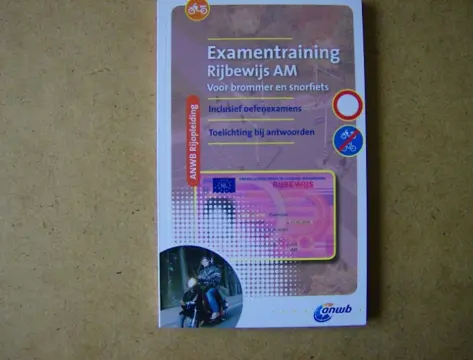 Examentraining
Rijbewijs AM
Voor brommer en snorfiets
Inclusief oefenexamens
Toelichting bij antwoorden
ANWB Rijopleiding
RIJBEWIJS
anwb